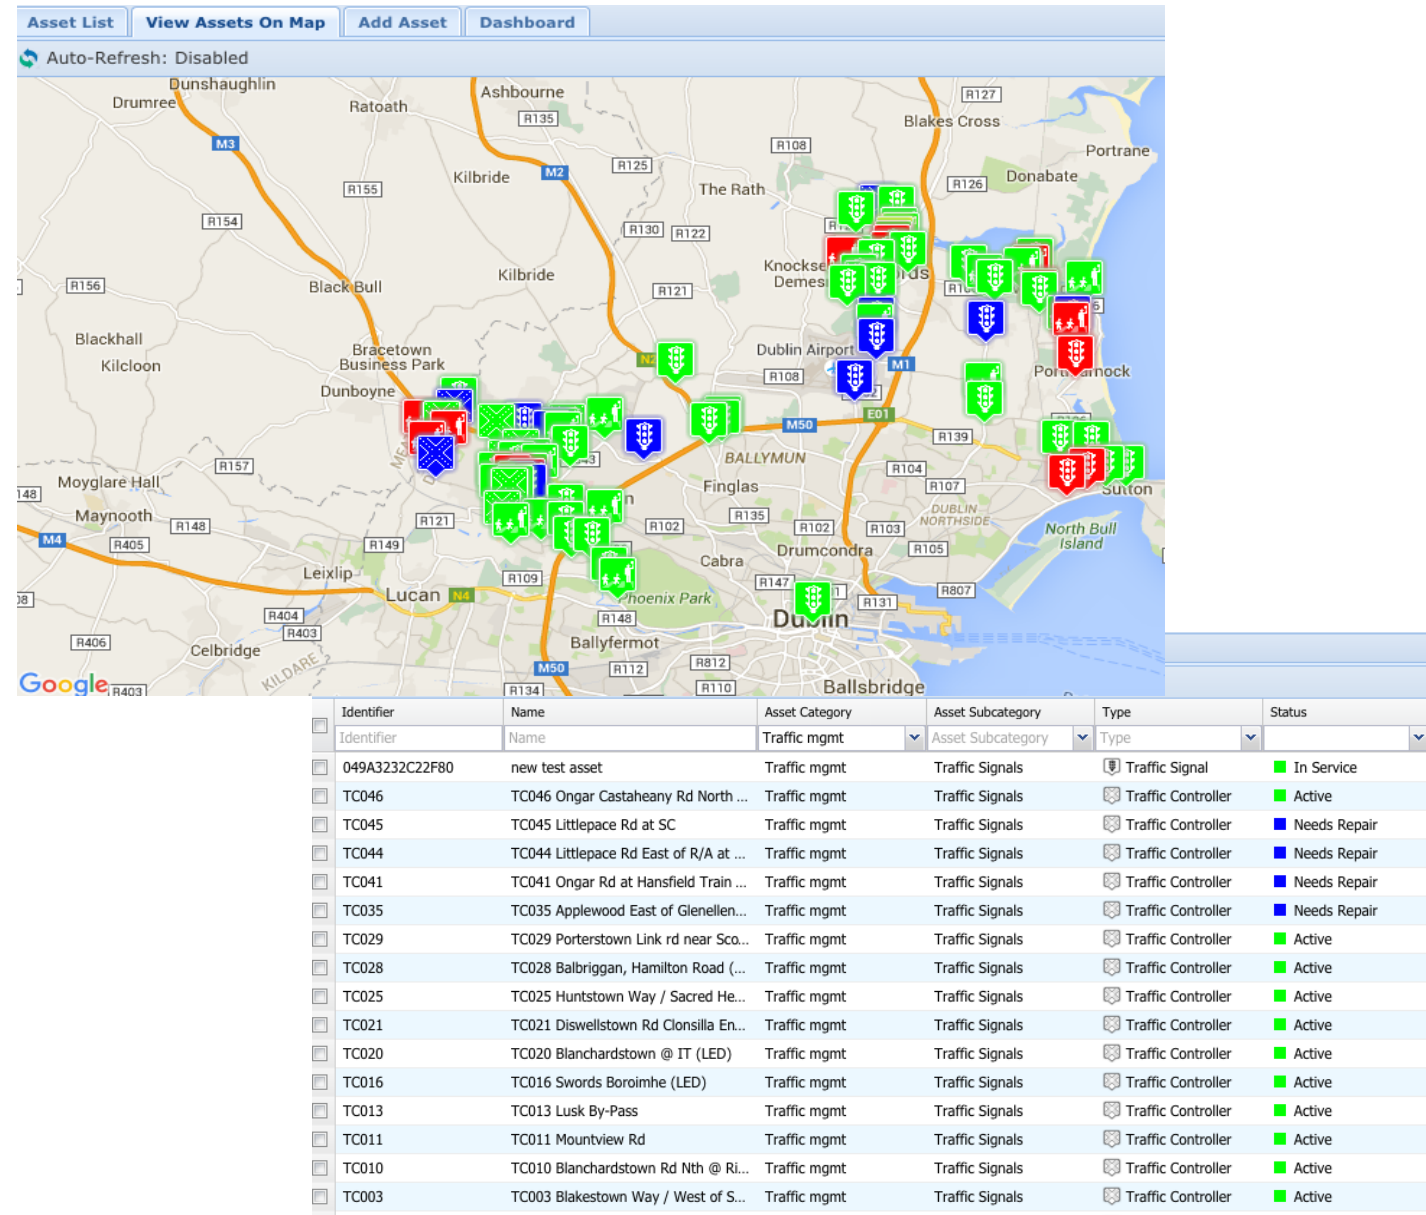 Asset List View Assets On Map Add Asset Dashboard
Auto-Refresh: Disabled
Dunshaughlin
Drumree
Ratoath
Ashbourne
R135
R127
Blakes Cross
M3
R108
Portrane
R125
M2
Kilbride
R155
The Rath
R126
Donabate
R154
R130
R122
Kilbride
R156
Black Bull
R121
Blackhall
Kilcloon
Bracetown
Business Park
Dublin Airport
M1
R108
Dunboyne
E01
M50
R139
BALLYMUN
R157
R104
Moyglare Hall
Finglas
R107
Sutton
Maynooth
R148
R121
R135
DUBLIN
NORTHSIDE
R102
R102
R103
North Bull
Island
M4
R405
R149
Drumcondra
R105
Cabra
Leixlip
R109
R147
R807
Lucan
N4
Phoenix Park
R131
R404
R148
Dublin
R403
R406
Celbridge
Ballyfermot
KILDARE
M50
R112
R812
Google
R403
R134
R110
Ballsbridge
Identifier Name Asset Category Asset Subcategory Type Status
Identifier Name Traffic mgmt Asset Subcategory Type
049A3232C22F80 new test asset Traffic mgmt Traffic Signals Traffic Signal In Service
TC046 TC046 Ongar Castaheany Rd North ... Traffic mgmt Traffic Signals Traffic Controller Active
TC045 TC045 Littlepace Rd at SC Traffic mgmt Traffic Signals Traffic Controller Needs Repair
TC044 TC044 Littlepace Rd East of R/A at ... Traffic mgmt Traffic Signals Traffic Controller Needs Repair
TC041 TC041 Ongar Rd at Hansfield Train ... Traffic mgmt Traffic Signals Traffic Controller Needs Repair
TC035 TC035 Applewood East of Glenellen... Traffic mgmt Traffic Signals Traffic Controller Needs Repair
TC029 TC029 Porterstown Link rd near Sco... Traffic mgmt Traffic Signals Traffic Controller Active
TC028 TC028 Balbriggan, Hamilton Road (... Traffic mgmt Traffic Signals Traffic Controller Active
TC025 TC025 Huntstown Way / Sacred He... Traffic mgmt Traffic Signals Traffic Controller Active
TC021 TC021 Diswellstown Rd Clonsilla En... Traffic mgmt Traffic Signals Traffic Controller Active
TC020 TC020 Blanchardstown @ IT (LED) Traffic mgmt Traffic Signals Traffic Controller Active
TC016 TC016 Swords Boroimhe (LED) Traffic mgmt Traffic Signals Traffic Controller Active
TC013 TC013 Lusk By-Pass Traffic mgmt Traffic Signals Traffic Controller Active
TC011 TC011 Mountview Rd Traffic mgmt Traffic Signals Traffic Controller Active
TC010 TC010 Blanchardstown Rd Nth @ Ri... Traffic mgmt Traffic Signals Traffic Controller Active
TC003 TC003 Blakestown Way / West of S... Traffic mgmt Traffic Signals Traffic Controller Active